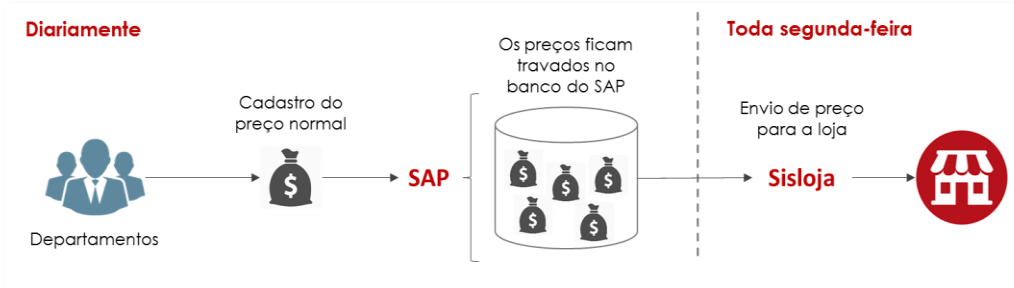 Diariamente
Toda segunda-feira
Os preços ficam
travados no
banco do SAP
Cadastro do
preço normal
Envio de preço
para a loja
$
SAP
$
$
$
$
$
Sisloja
Departamentos